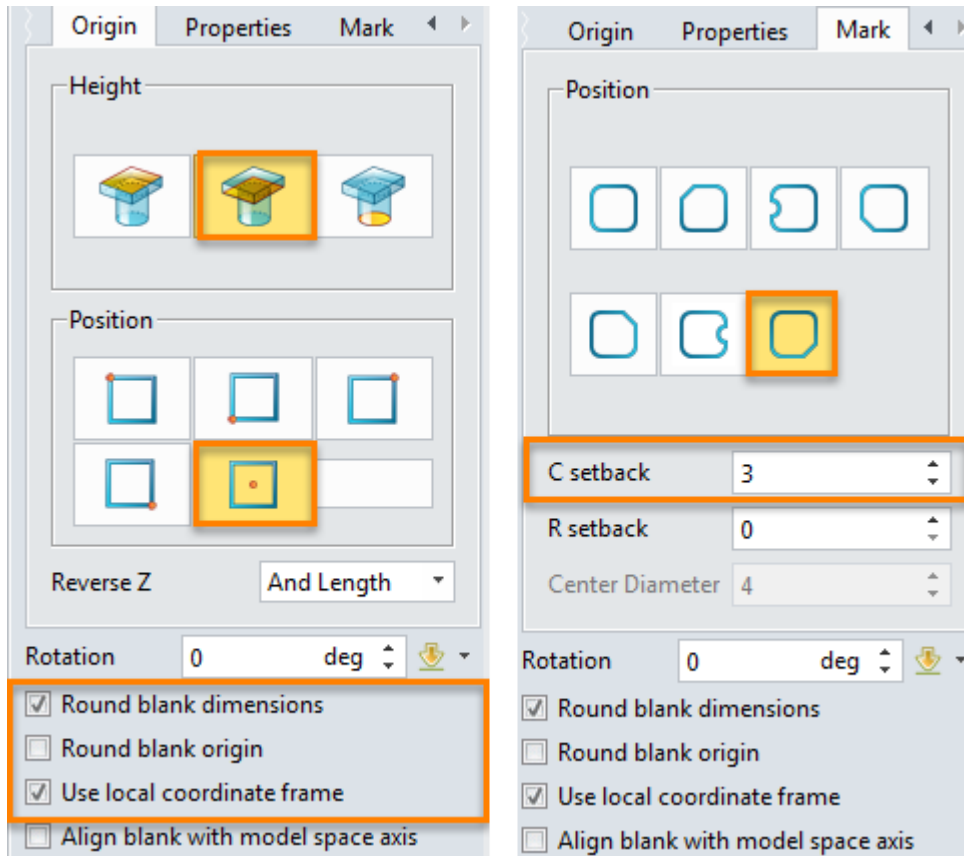 Origin Properties Mark
Height
Position
Reverse Z And Length
Rotation 0 deg
Round blank dimensions
Round blank origin
Use local coordinate frame
Align blank with model space axis
Origin Properties Mark
Position
C setback 3
R setback 0
Center Diameter 4
Rotation 0 deg
Round blank dimensions
Round blank origin
Use local coordinate frame
Align blank with model space axis